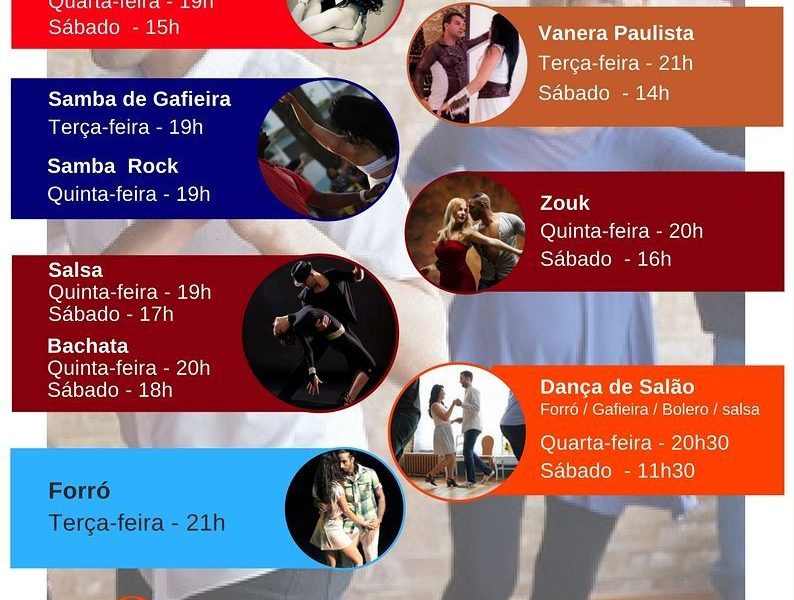 Quarta-feira - 19h
Sábado - 15h
Samba de Gafieira
Terça-feira - 19h
Samba Rock
Quinta-feira - 19h
Salsa
Quinta-feira - 19h
Sábado - 17h
Bachata
Quinta-feira - 20h
Sábado - 18h
Forró
Terça-feira - 21h
Vanera Paulista
Terça-feira - 21h
Sábado - 14h
Zouk
Quinta-feira - 20h
Sábado - 16h
Dança de Salão
Forró / Gafieira / Bolero / salsa
Quarta-feira - 20h30
Sábado - 11h30